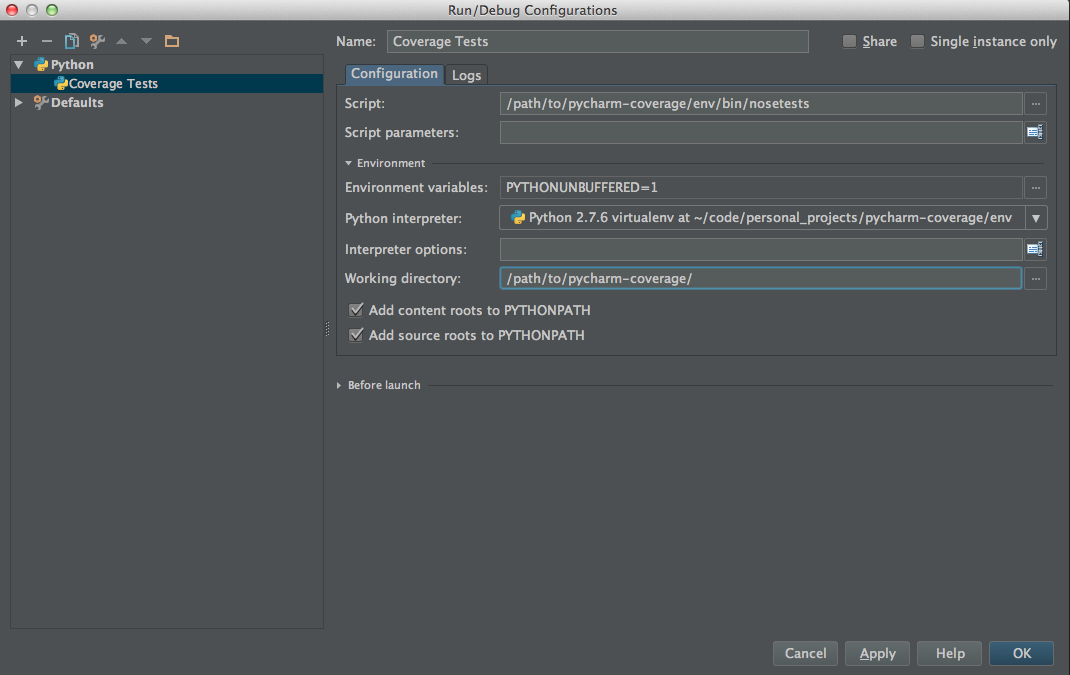 Run/Debug Configurations
Name: Coverage Tests Share Single instance only
Python
Coverage Tests
Defaults
Configuration Logs
Script: /path/to/pycharm-coverage/env/bin/nosetests ...
Script parameters:
Environment
Environment variables: PYTHONUNBUFFERED=1 ...
Python interpreter: Python 2.7.6 virtualenv at ~/code/personal_projects/pycharm-coverage/env
Interpreter options:
Working directory: /path/to/pycharm-coverage/ ...
Add content roots to PYTHONPATH
Add source roots to PYTHONPATH
Before launch
Cancel Apply Help OK